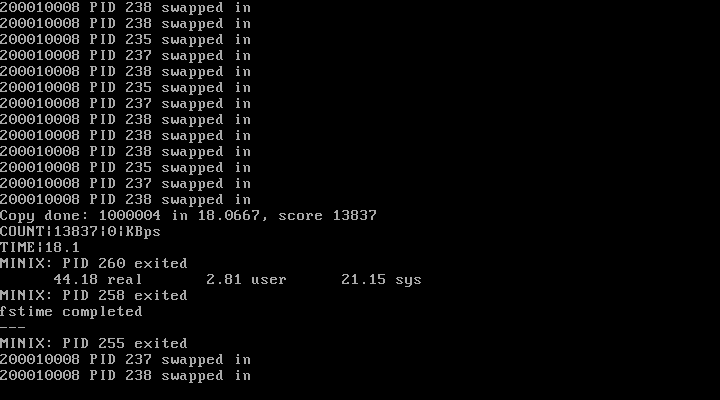 200010008 PID 238 swapped in
200010008 PID 238 swapped in
200010008 PID 235 swapped in
200010008 PID 237 swapped in
200010008 PID 238 swapped in
200010008 PID 235 swapped in
200010008 PID 237 swapped in
200010008 PID 238 swapped in
200010008 PID 238 swapped in
200010008 PID 238 swapped in
200010008 PID 235 swapped in
200010008 PID 237 swapped in
200010008 PID 238 swapped in
Copy done: 1000004 in 18.0667, score 13837
COUNT|13837|0|KBps
TIME|18.1
MINIX: PID 260 exited
44.18 real 2.81 user 21.15 sys
MINIX: PID 258 exited
fstime completed
---
MINIX: PID 255 exited
200010008 PID 237 swapped in
200010008 PID 238 swapped in